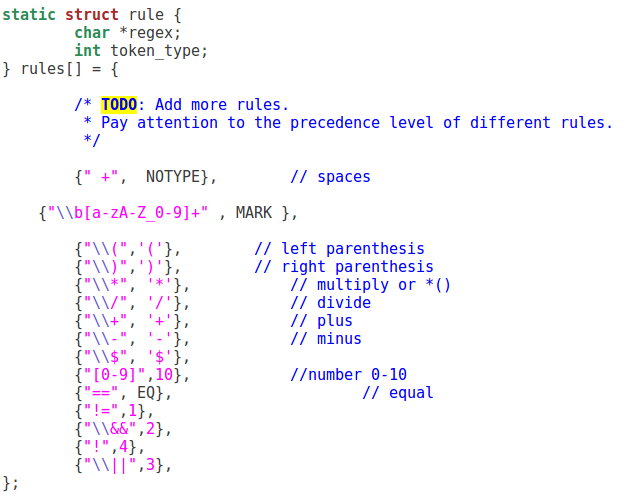 static struct rule {
        char *regex;
        int token_type;
} rules[] = {

        /* TODO: Add more rules.
         * Pay attention to the precedence level of different rules.
         */

        {" +",  NOTYPE},        // spaces

    {"\\b[a-zA-Z_0-9]+" , MARK },

        {"\\(",'('},        // left parenthesis
        {"\\)",')'},        // right parenthesis
        {"\\*", '*'},           // multiply or *()
        {"\\/", '/'},           // divide
        {"\\+", '+'},           // plus
        {"\\-", '-'},           // minus
        {"\\$", '$'},
        {"[0-9]",10},           //number 0-10
        {"==", EQ},                     // equal
        {"!=",1},
        {"\\&&",2},
        {"!",4},
        {"\\||",3},
};